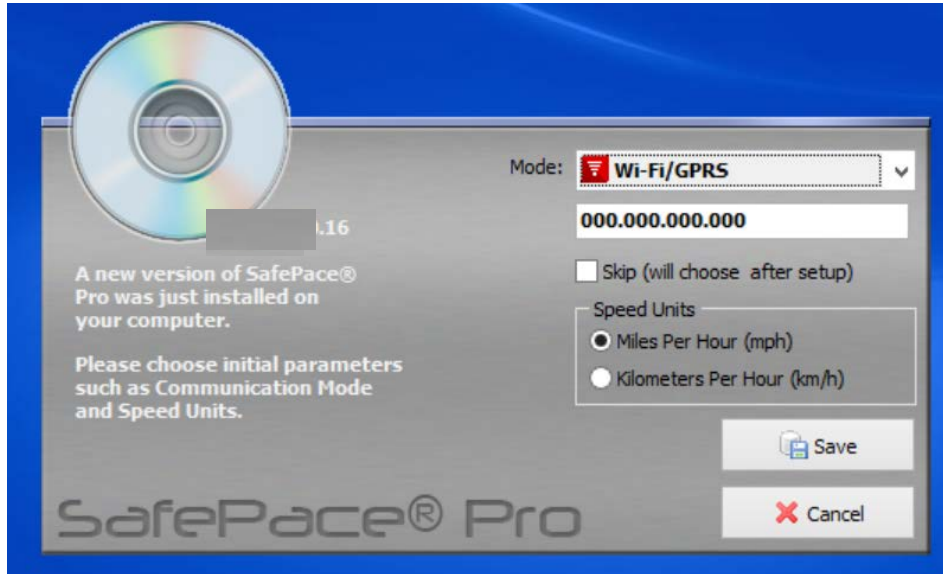 Mode: Wi-Fi/GPRS
000.000.000.000
.16
Skip (will choose after setup)
A new version of SafePace®
Pro was just installed on
your computer.
Please choose initial parameters
such as Communication Mode
and Speed Units.
Speed Units
Miles Per Hour (mph)
Kilometers Per Hour (km/h)
Save
Cancel
SafePace® Pro